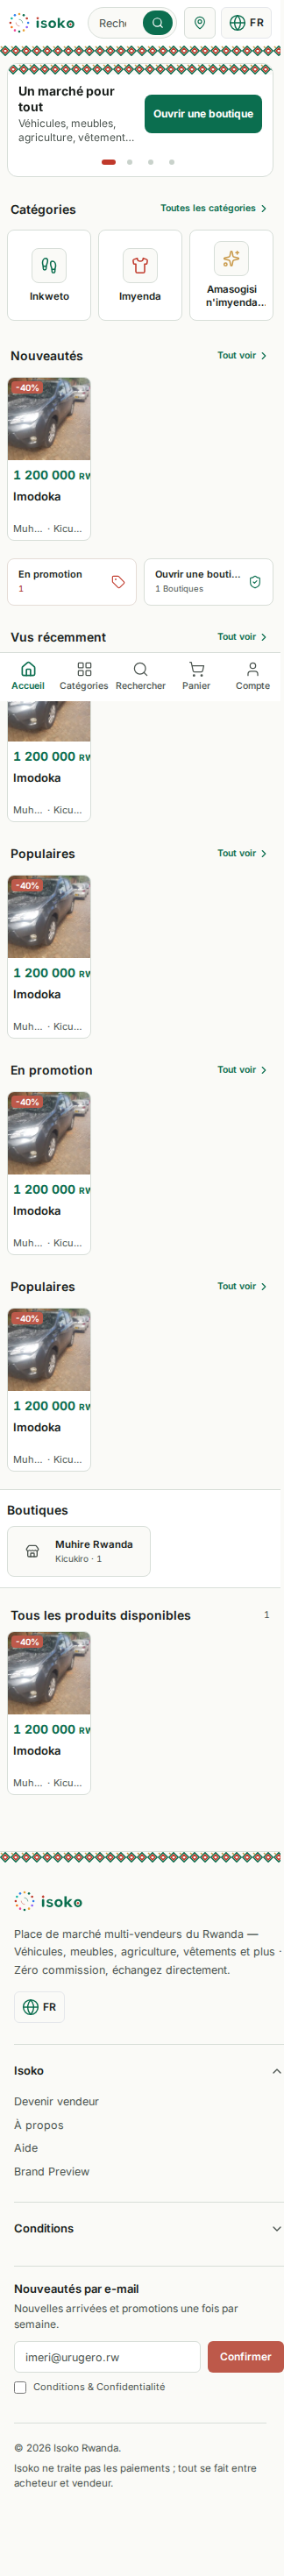 isoko
Rech
FR
Un marché pour
tout
Véhicules, meubles,
agriculture, vêtement...
Ouvrir une boutique
Catégories
Toutes les catégories
Inkweto
Imyenda
Amasogisi
n'imyenda...
Nouveautés
Tout voir
-40%
1 200 000 RW
Imodoka
Muh... · Kicu...
En promotion
1
Ouvrir une bouti...
1 Boutiques
Vus récemment
Tout voir
Accueil
Catégories
Rechercher
Panier
Compte
1 200 000 RW
Imodoka
Muh... · Kicu...
Populaires
Tout voir
-40%
1 200 000 RW
Imodoka
Muh... · Kicu...
En promotion
Tout voir
-40%
1 200 000 RW
Imodoka
Muh... · Kicu...
Populaires
Tout voir
-40%
1 200 000 RW
Imodoka
Muh... · Kicu...
Boutiques
Muhire Rwanda
Kicukiro · 1
Tous les produits disponibles
1
-40%
1 200 000 RW
Imodoka
Muh... · Kicu...
isoko
Place de marché multi-vendeurs du Rwanda —
Véhicules, meubles, agriculture, vêtements et plus ·
Zéro commission, échangez directement.
FR
Isoko
Devenir vendeur
À propos
Aide
Brand Preview
Conditions
Nouveautés par e-mail
Nouvelles arrivées et promotions une fois par
semaine.
imeri@urugero.rw
Confirmer
Conditions & Confidentialité
© 2026 Isoko Rwanda.
Isoko ne traite pas les paiements ; tout se fait entre
acheteur et vendeur.